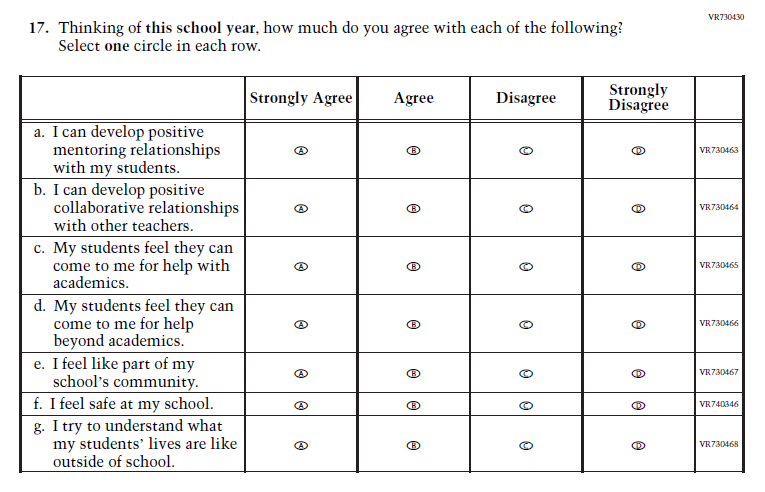 VR730430
17. Thinking of this school year, how much do you agree with each of the following?
Select one circle in each row.
Strongly Agree Agree Disagree Strongly
Disagree
a. I can develop positive
mentoring relationships
with my students.
A B C D VR730463
b. I can develop positive
collaborative relationships
with other teachers.
A B C D VR730464
c. My students feel they can
come to me for help with
academics.
A B C D VR730465
d. My students feel they can
come to me for help
beyond academics.
A B C D VR730466
e. I feel like part of my
school's community.
A B C D VR730467
f. I feel safe at my school. A B C D VR740346
g. I try to understand what
my students' lives are like
outside of school.
A B C D VR730468